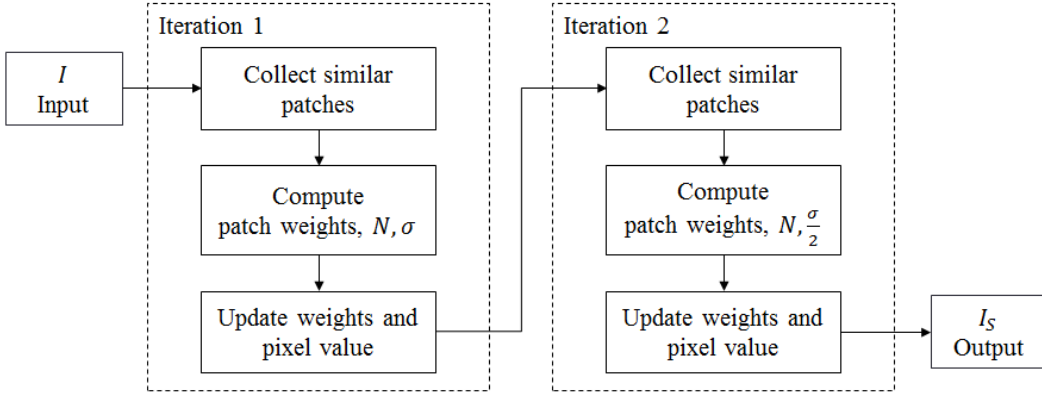 I
Input
Iteration 1
Collect similar
patches
Compute
patch weights, N, σ
Update weights and
pixel value
Iteration 2
Collect similar
patches
Compute
patch weights, N, σ/2
Update weights and
pixel value
I_S
Output